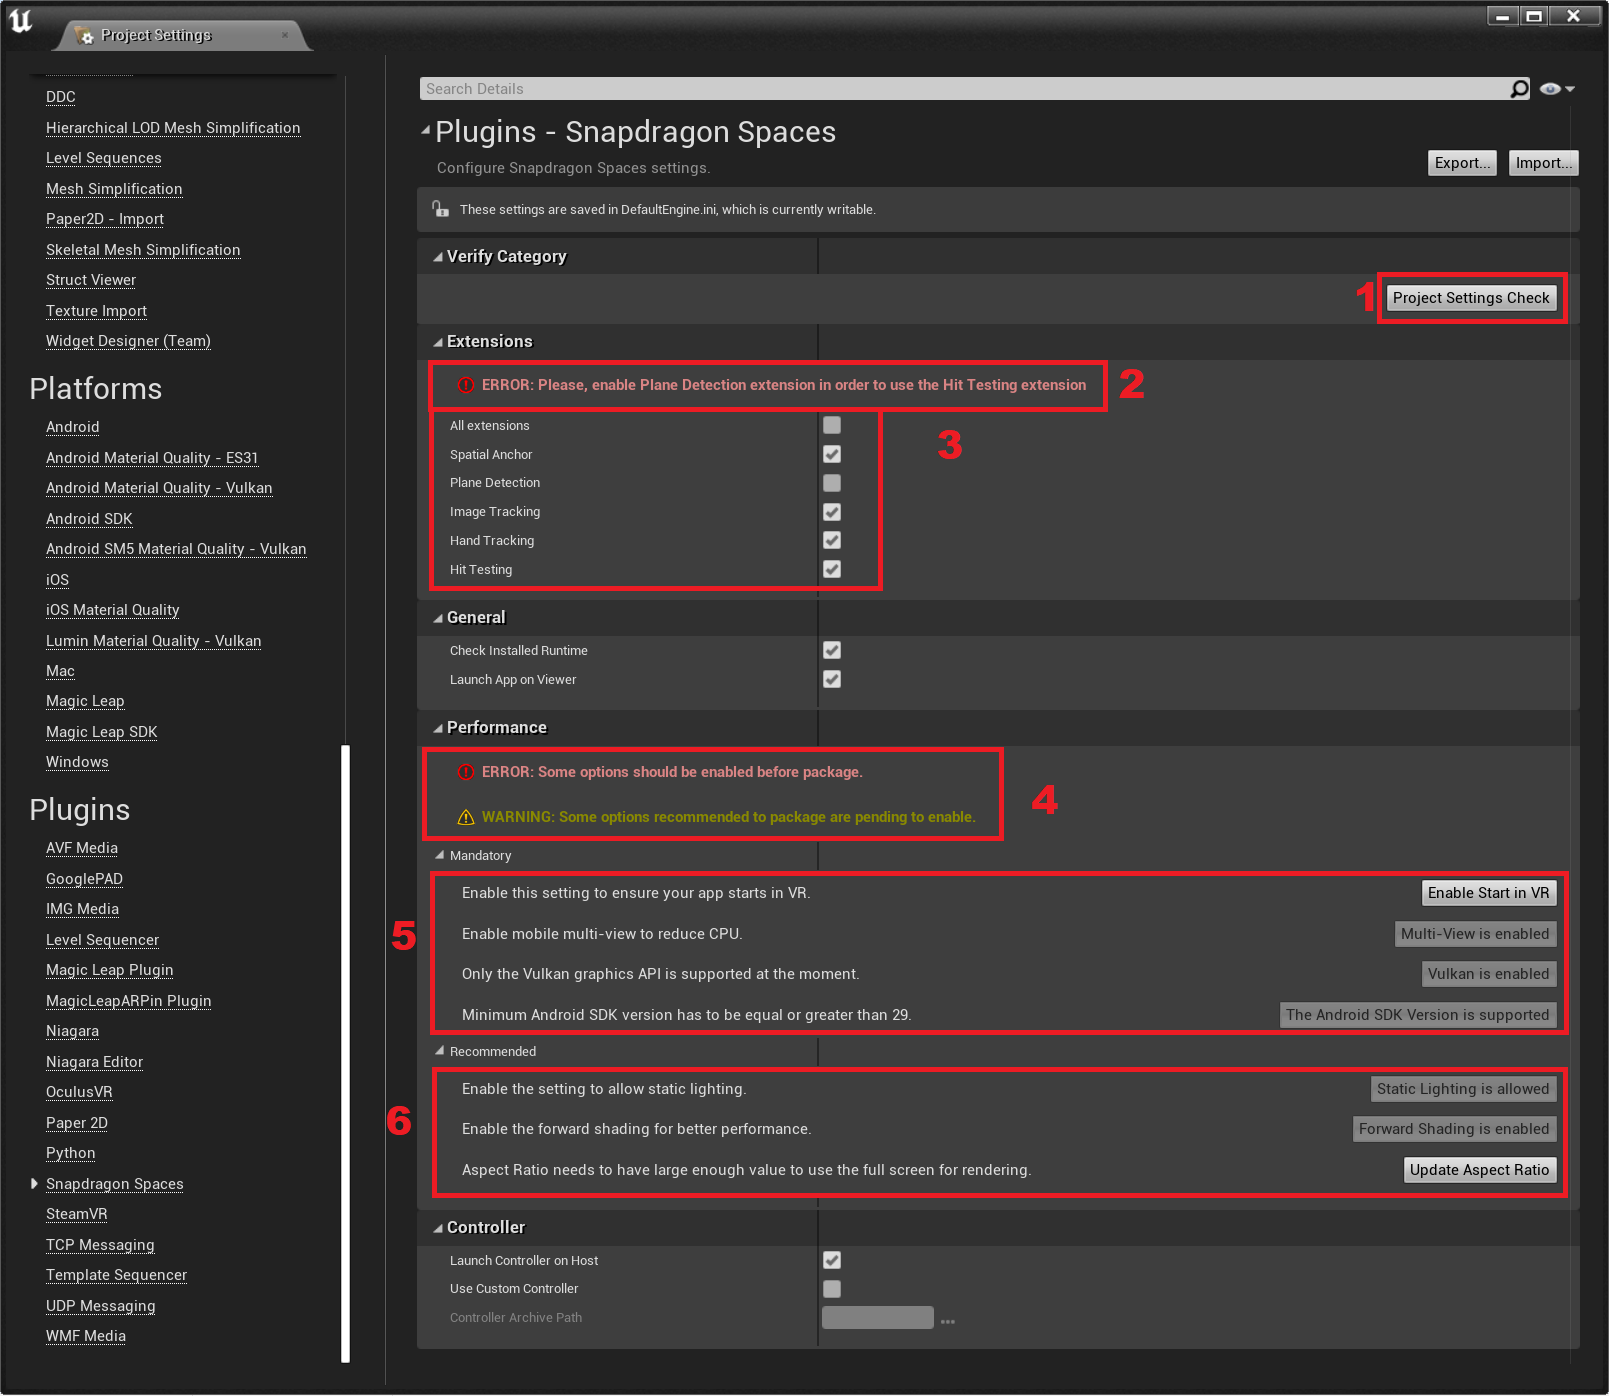 Project Settings
DDC
Hierarchical LOD Mesh Simplification
Level Sequences
Mesh Simplification
Paper2D - Import
Skeletal Mesh Simplification
Struct Viewer
Texture Import
Widget Designer (Team)
Platforms
Android
Android Material Quality - ES31
Android Material Quality - Vulkan
Android SDK
Android SM5 Material Quality - Vulkan
iOS
iOS Material Quality
Lumin Material Quality - Vulkan
Mac
Magic Leap
Magic Leap SDK
Windows
Plugins
AVF Media
GooglePAD
IMG Media
Level Sequencer
Magic Leap Plugin
MagicLeapARPin Plugin
Niagara
Niagara Editor
OculusVR
Paper 2D
Python
Snapdragon Spaces
SteamVR
TCP Messaging
Template Sequencer
UDP Messaging
WMF Media
Search Details
Plugins - Snapdragon Spaces
Configure Snapdragon Spaces settings.
Export... Import...
These settings are saved in DefaultEngine.ini, which is currently writable.
Verify Category
1 Project Settings Check
Extensions
ERROR: Please, enable Plane Detection extension in order to use the Hit Testing extension 2
All extensions
3
Spatial Anchor
Plane Detection
Image Tracking
Hand Tracking
Hit Testing
General
Check Installed Runtime
Launch App on Viewer
Performance
ERROR: Some options should be enabled before package.
4
WARNING: Some options recommended to package are pending to enable.
Mandatory
Enable this setting to ensure your app starts in VR. Enable Start in VR
5 Enable mobile multi-view to reduce CPU. Multi-View is enabled
Only the Vulkan graphics API is supported at the moment. Vulkan is enabled
Minimum Android SDK version has to be equal or greater than 29. The Android SDK Version is supported
Recommended
Enable the setting to allow static lighting. Static Lighting is allowed
6 Enable the forward shading for better performance. Forward Shading is enabled
Aspect Ratio needs to have large enough value to use the full screen for rendering. Update Aspect Ratio
Controller
Launch Controller on Host
Use Custom Controller
Controller Archive Path ...